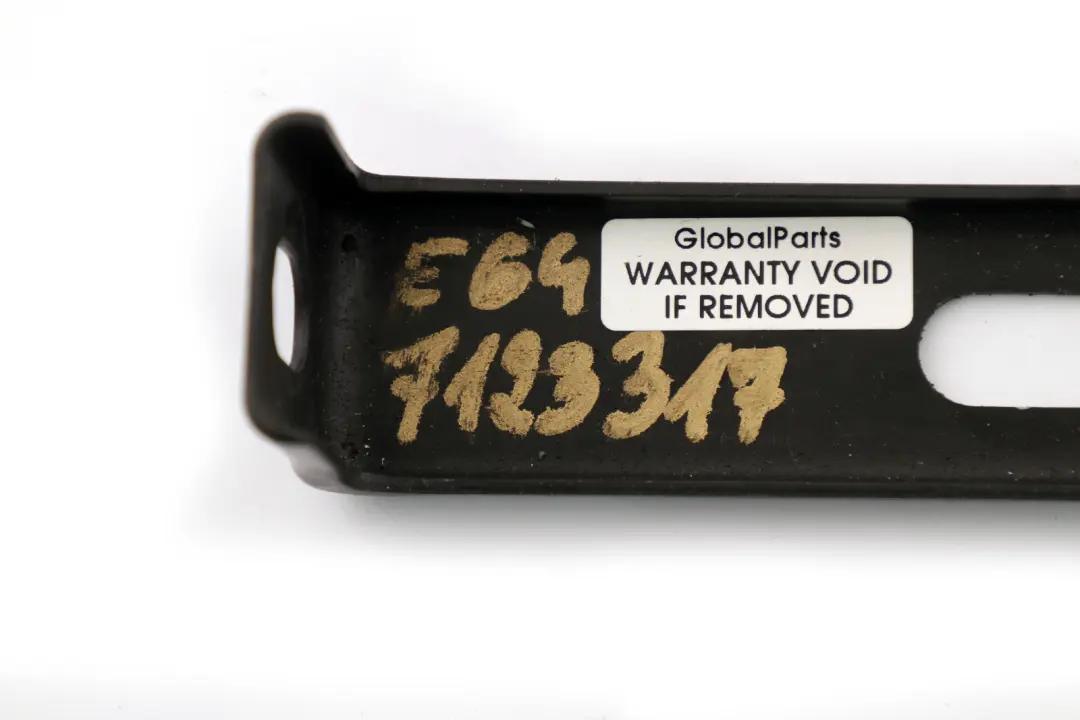 E64
GlobalParts
WARRANTY VOID
IF REMOVED
7123317